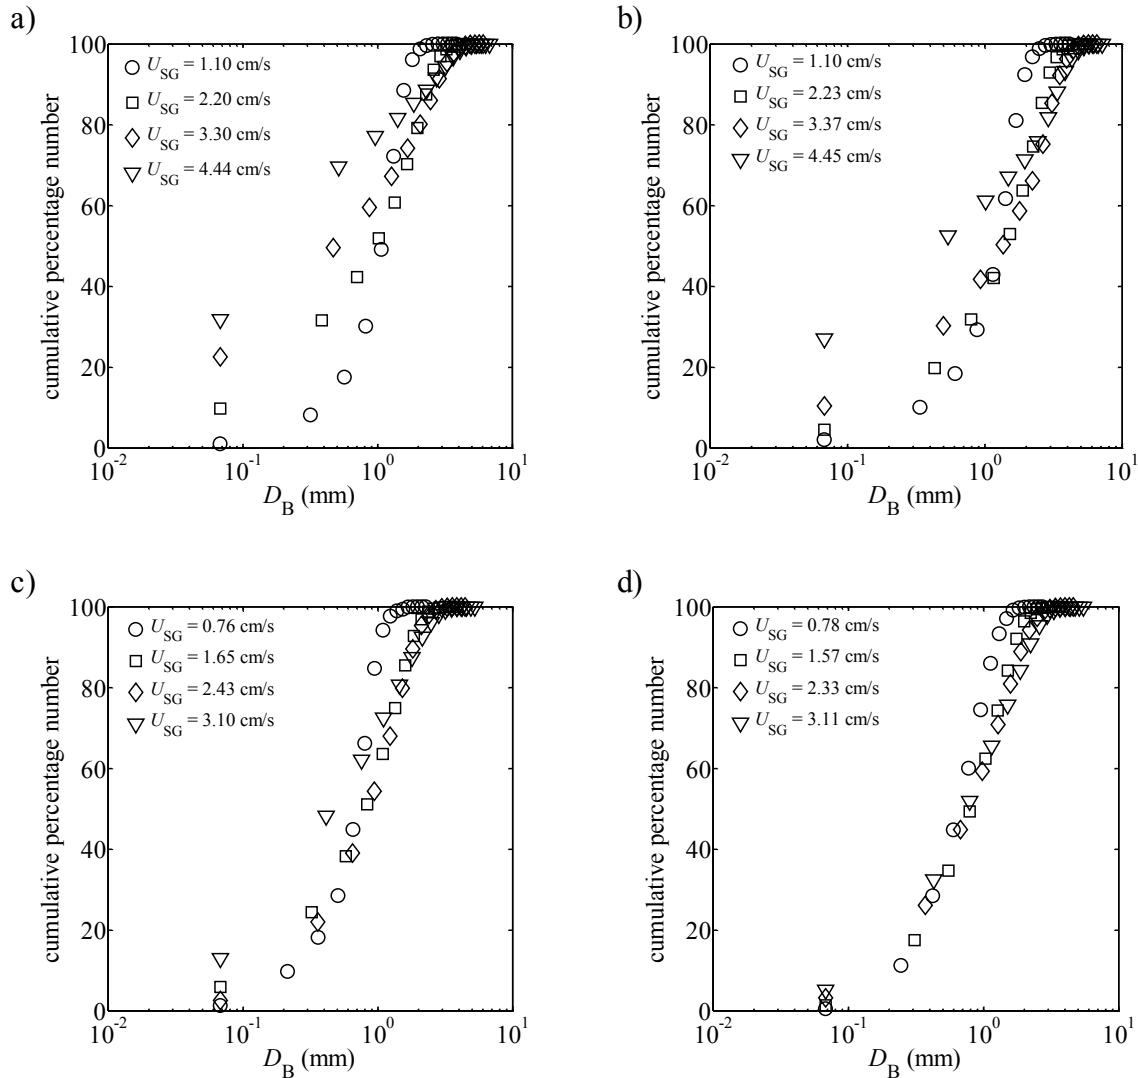 a)
100
80
60
40
20
0
cumulative percentage number
U_SG = 1.10 cm/s
U_SG = 2.20 cm/s
U_SG = 3.30 cm/s
U_SG = 4.44 cm/s
10^-2 10^-1 10^0 10^1
D_B (mm)
b)
100
80
60
40
20
0
cumulative percentage number
U_SG = 1.10 cm/s
U_SG = 2.23 cm/s
U_SG = 3.37 cm/s
U_SG = 4.45 cm/s
10^-2 10^-1 10^0 10^1
D_B (mm)
c)
100
80
60
40
20
0
cumulative percentage number
U_SG = 0.76 cm/s
U_SG = 1.65 cm/s
U_SG = 2.43 cm/s
U_SG = 3.10 cm/s
10^-2 10^-1 10^0 10^1
D_B (mm)
d)
100
80
60
40
20
0
cumulative percentage number
U_SG = 0.78 cm/s
U_SG = 1.57 cm/s
U_SG = 2.33 cm/s
U_SG = 3.11 cm/s
10^-2 10^-1 10^0 10^1
D_B (mm)